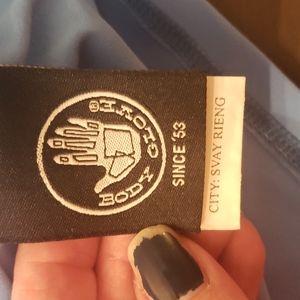 BODY GLOVE®
SINCE '53
CITY: SVAY RIENG